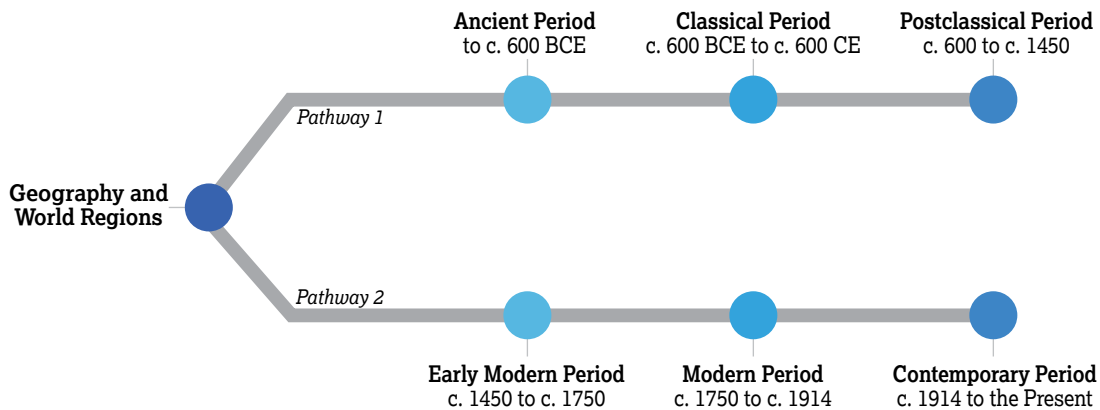 Ancient Period
to c. 600 BCE
Classical Period
c. 600 BCE to c. 600 CE
Postclassical Period
c. 600 to c. 1450
Pathway 1
Geography and
World Regions
Pathway 2
Early Modern Period
c. 1450 to c. 1750
Modern Period
c. 1750 to c. 1914
Contemporary Period
c. 1914 to the Present